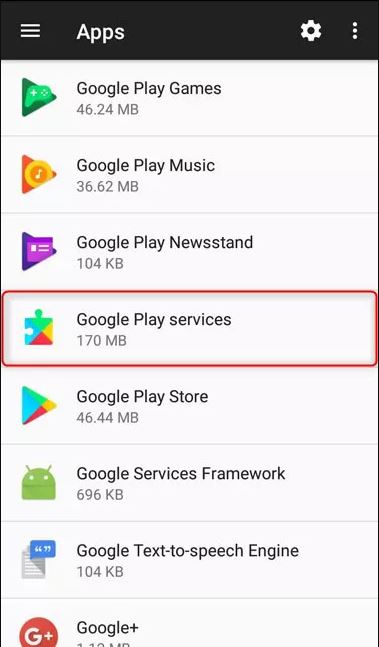 Apps
Google Play Games
46.24 MB
Google Play Music
36.62 MB
Google Play Newsstand
104 KB
Google Play services
170 MB
Google Play Store
46.44 MB
Google Services Framework
696 KB
Google Text-to-speech Engine
104 KB
G+ Google+